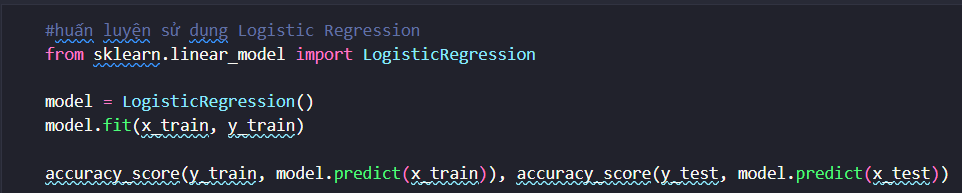 #huấn luyện sử dụng Logistic Regression
from sklearn.linear_model import LogisticRegression
model = LogisticRegression()
model.fit(x_train, y_train)
accuracy_score(y_train, model.predict(x_train)), accuracy_score(y_test, model.predict(x_test))